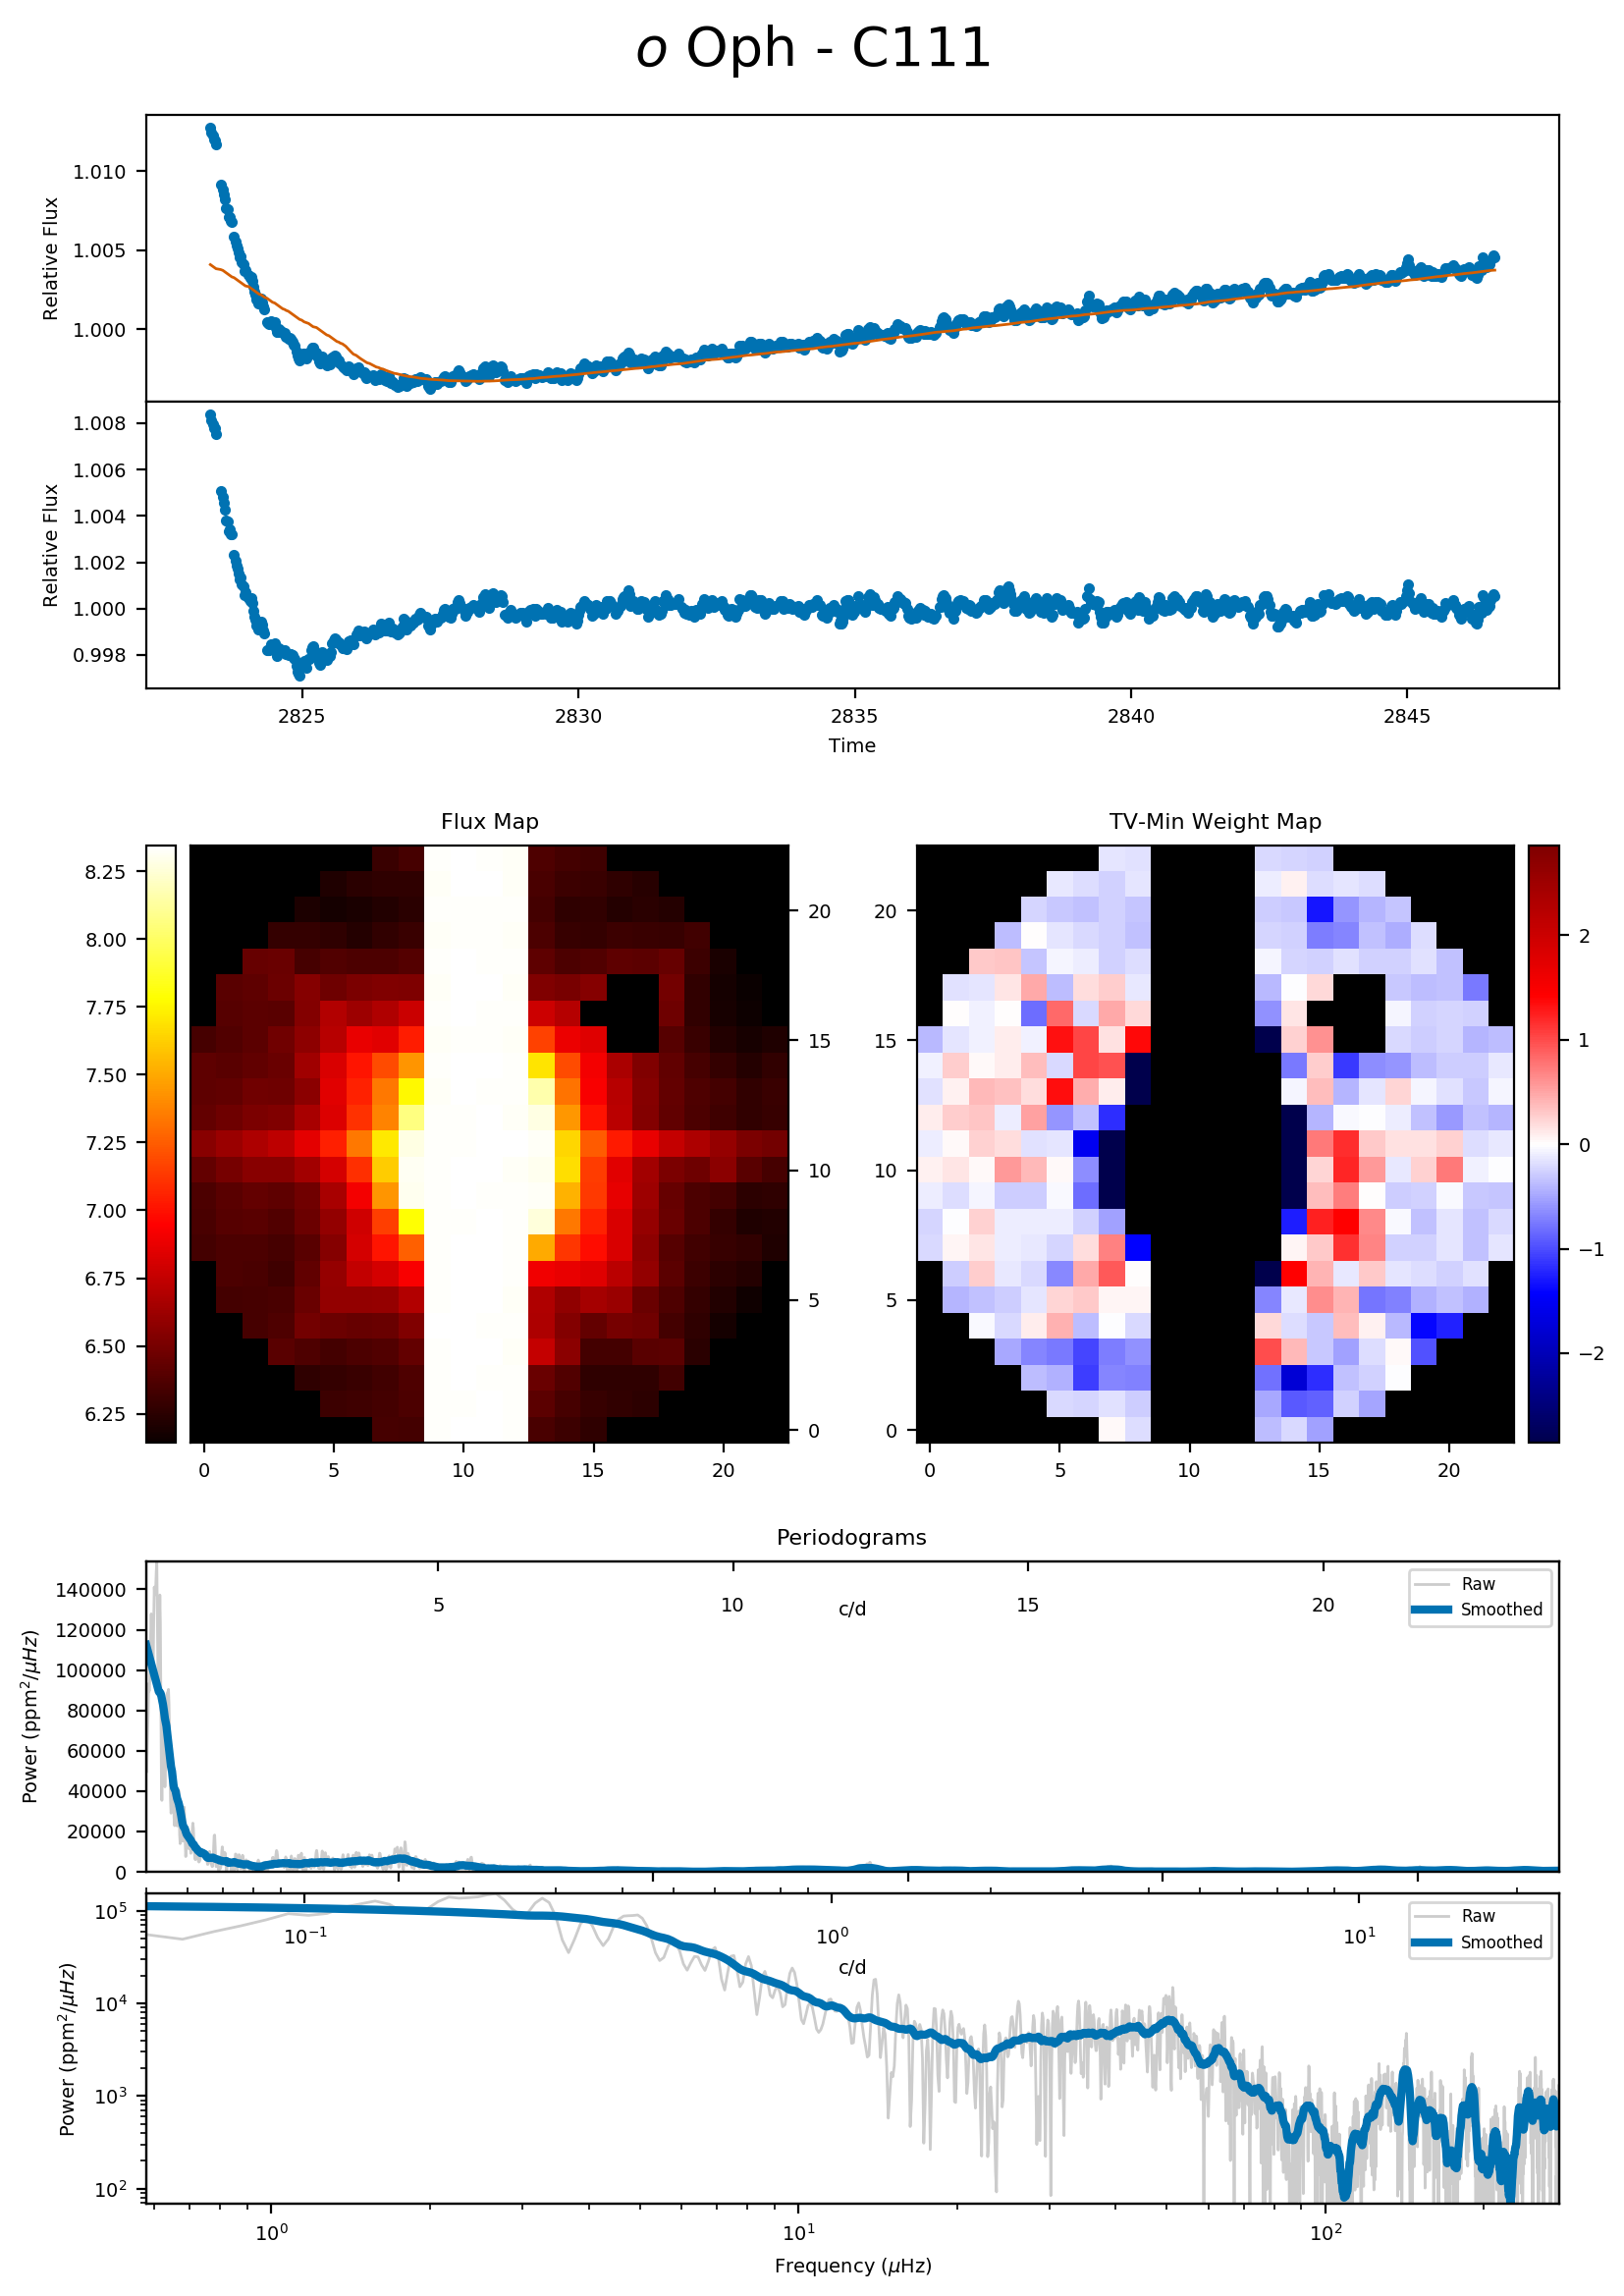 o Oph - C111
1.010
1.005
1.000
Relative Flux
1.008
1.006
1.004
1.002
1.000
0.998
Relative Flux
2825 2830 2835 2840 2845
Time
Flux Map
8.25
8.00
7.75
7.50
7.25
7.00
6.75
6.50
6.25
20
15
10
5
0
0 5 10 15 20
TV-Min Weight Map
20
15
10
5
0
0 5 10 15 20
2
1
0
−1
−2
Periodograms
140000
120000
100000
80000
60000
40000
20000
0
Power (ppm²/μHz)
5 10 15 20
c/d
Raw
Smoothed
10⁵
10⁴
10³
10²
Power (ppm²/μHz)
10⁻¹ 10⁰ 10¹
c/d
Raw
Smoothed
10⁰ 10¹ 10²
Frequency (μHz)